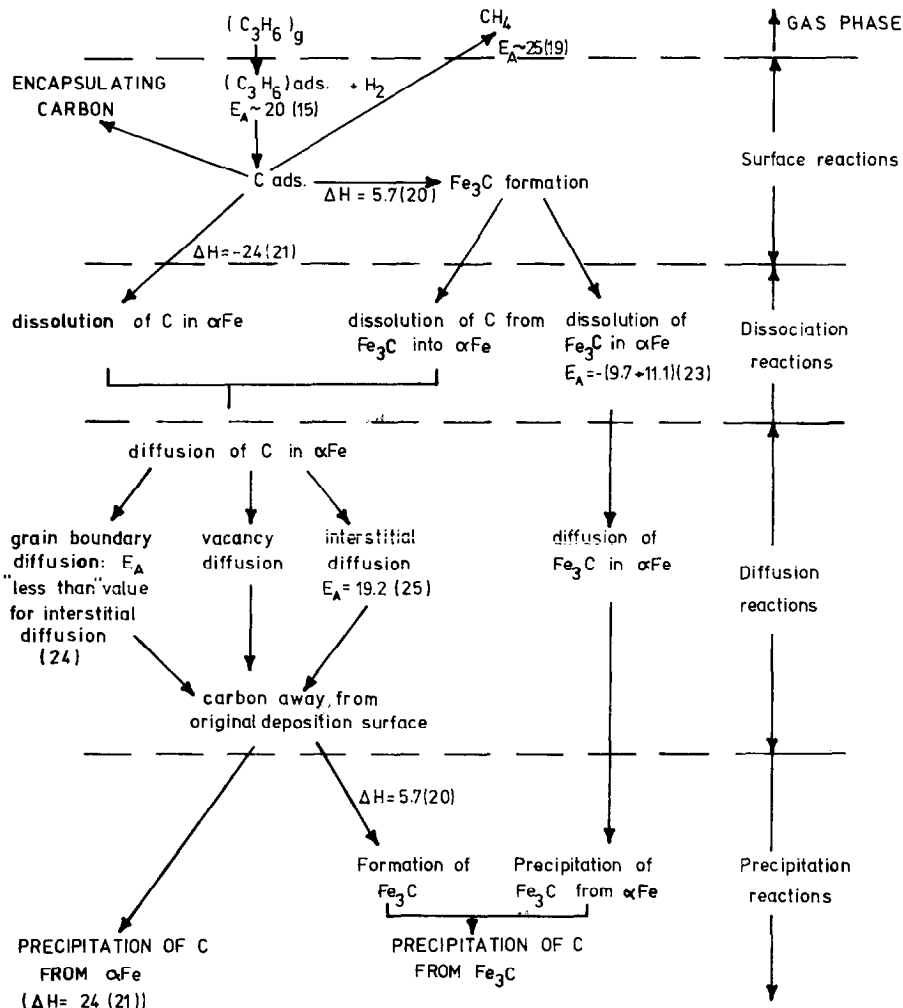 (C3H6)g
CH4
GAS PHASE
EA~25(19)
ENCAPSULATING
CARBON
(C3H6)ads. + H2
EA~20 (15)
C ads.
ΔH = 5.7(20)
Fe3C formation
Surface reactions
ΔH=-24(21)
dissolution of C in αFe
dissolution of C from
Fe3C into αFe
dissolution of
Fe3C in αFe
EA=-(9.7→11.1)(23)
Dissociation
reactions
diffusion of C in αFe
grain boundary
diffusion: EA
"less than" value
for interstitial
diffusion
(24)
vacancy
diffusion
interstitial
diffusion
EA=19.2 (25)
diffusion of
Fe3C in αFe
Diffusion
reactions
carbon away, from
original deposition surface
ΔH=5.7(20)
Formation of
Fe3C
Precipitation of
Fe3C from αFe
Precipitation
reactions
PRECIPITATION OF C
FROM αFe
(ΔH= 24 (21))
PRECIPITATION OF C
FROM Fe3C